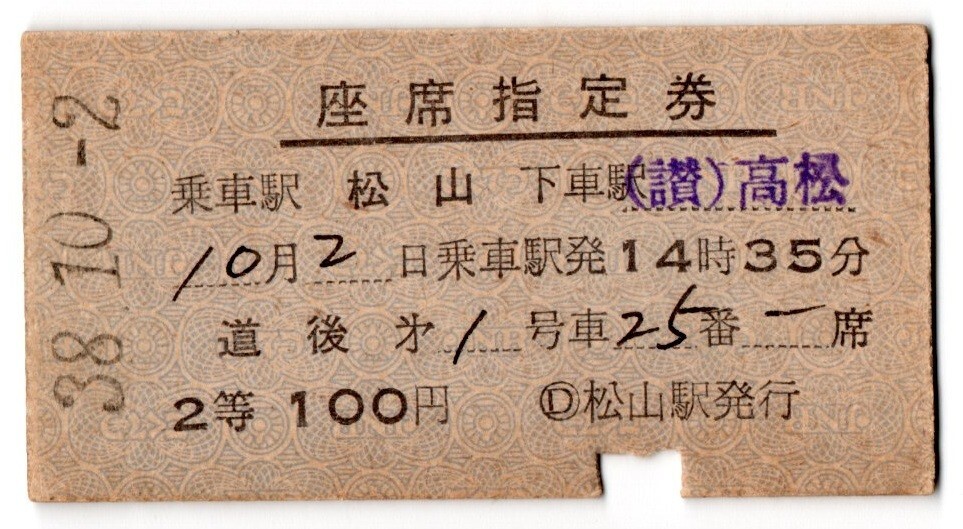 座席指定券
乗車駅 松山 下車駅(讃)高松
10月2日乗車駅発14時35分
道後㐧1号車25番一席
2等 100円 Ⓓ松山駅発行
38.10.-2